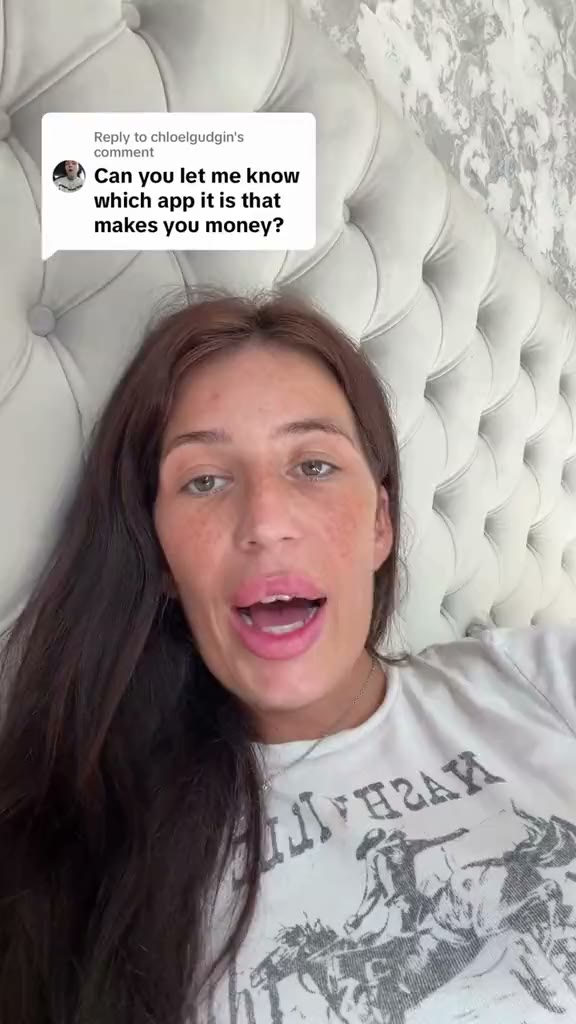 Reply to chloelgudgin's
comment
Can you let me know
which app it is that
makes you money?
NASHVILLE